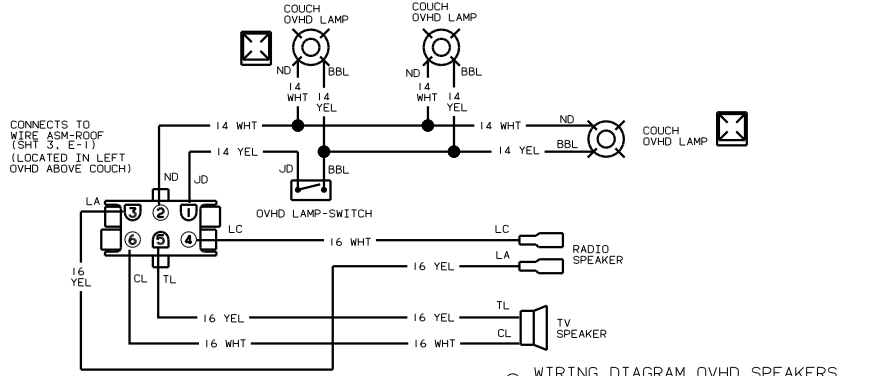 COUCH
OVHD LAMP
COUCH
OVHD LAMP
ND
BBL
ND
BBL
14
WHT
14
YEL
14
WHT
14
YEL
CONNECTS TO
WIRE ASM-ROOF
(SHT 3, E-1)
(LOCATED IN LEFT
OVHD ABOVE COUCH)
14 WHT
14 WHT
ND
COUCH
OVHD LAMP
14 YEL
14 YEL
BBL
ND
JD
JD
BBL
OVHD LAMP-SWITCH
LA
3
2
1
LC
6
5
4
16 WHT
LC
RADIO
SPEAKER
LA
16 YEL
16
YEL
CL
TL
16 YEL
16 YEL
TL
TV
SPEAKER
16 WHT
16 WHT
CL
WIRING DIAGRAM OVHD SPEAKERS